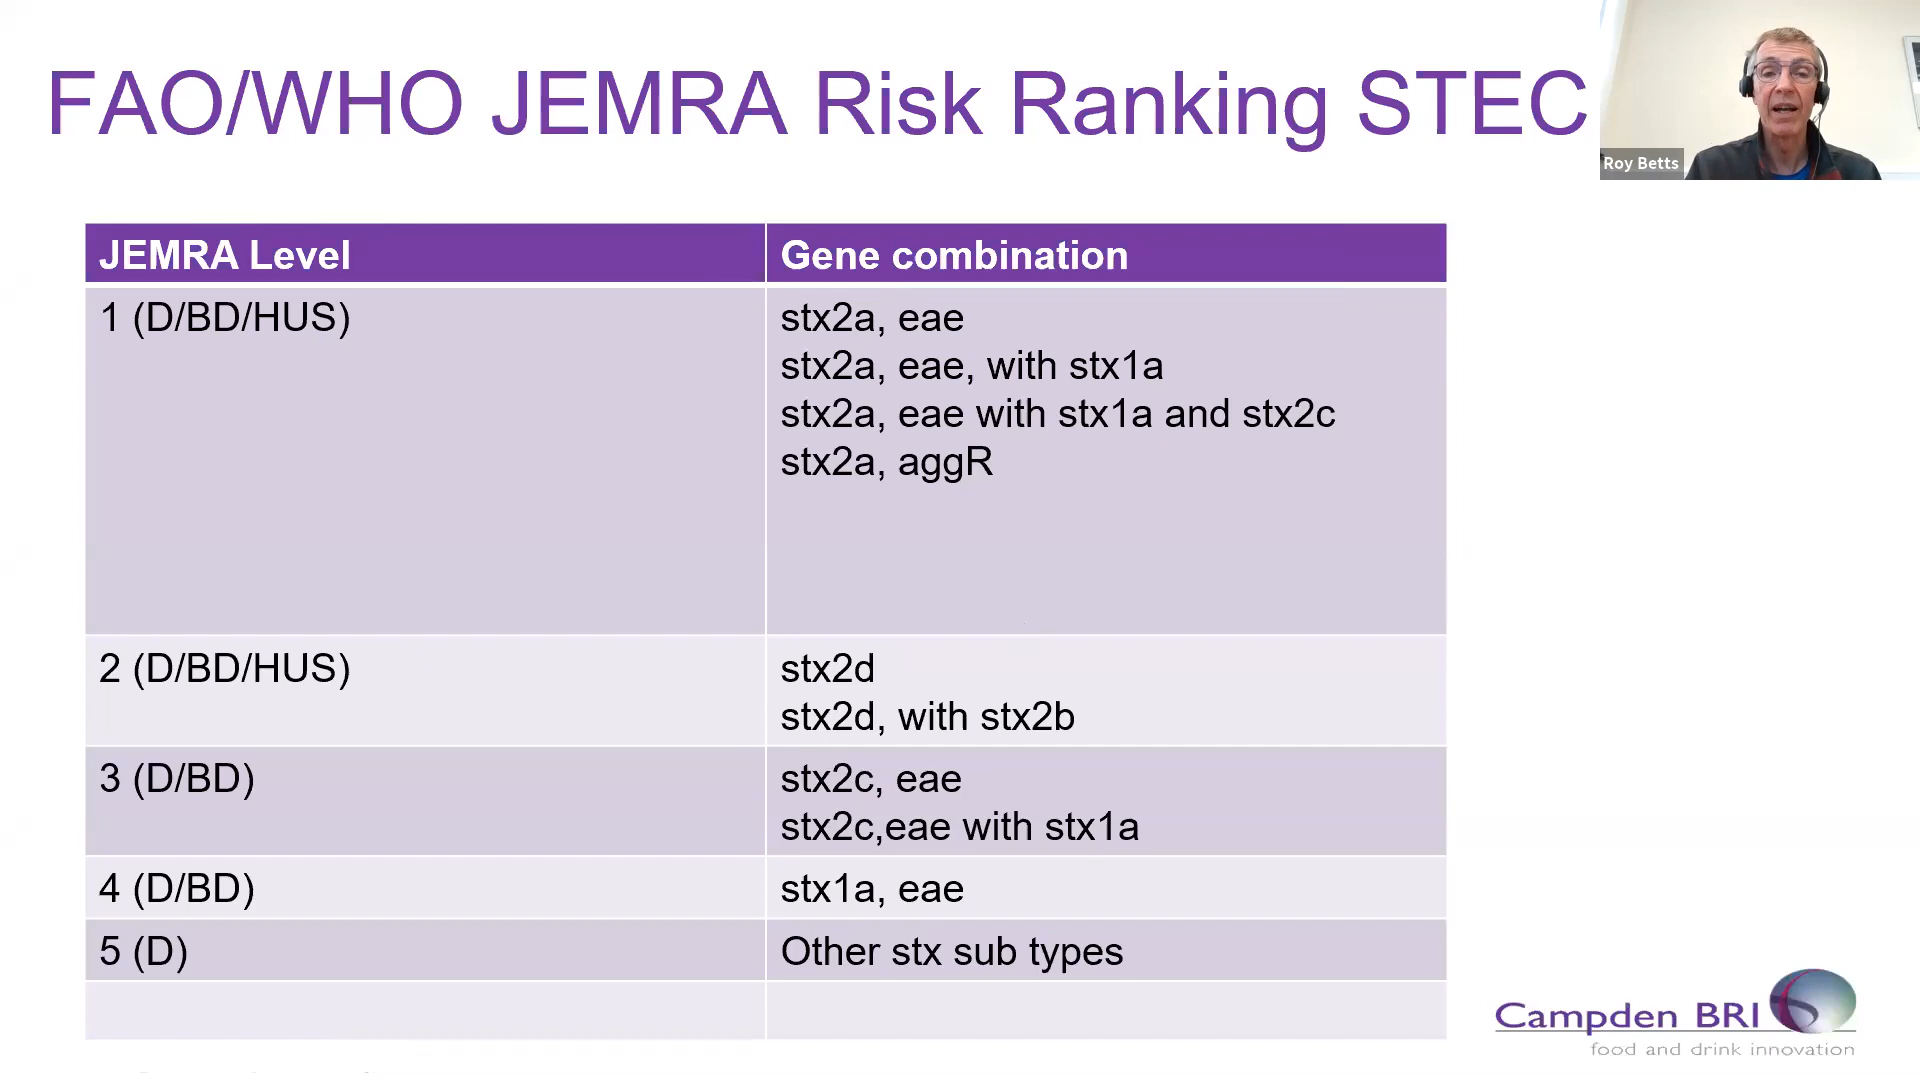 FAO/WHO JEMRA Risk Ranking STEC
Roy Betts
JEMRA Level
Gene combination
1 (D/BD/HUS)
stx2a, eae
stx2a, eae, with stx1a
stx2a, eae with stx1a and stx2c
stx2a, aggR
2 (D/BD/HUS)
stx2d
stx2d, with stx2b
3 (D/BD)
stx2c, eae
stx2c,eae with stx1a
4 (D/BD)
stx1a, eae
5 (D)
Other stx sub types
Campden BRI
food and drink innovation